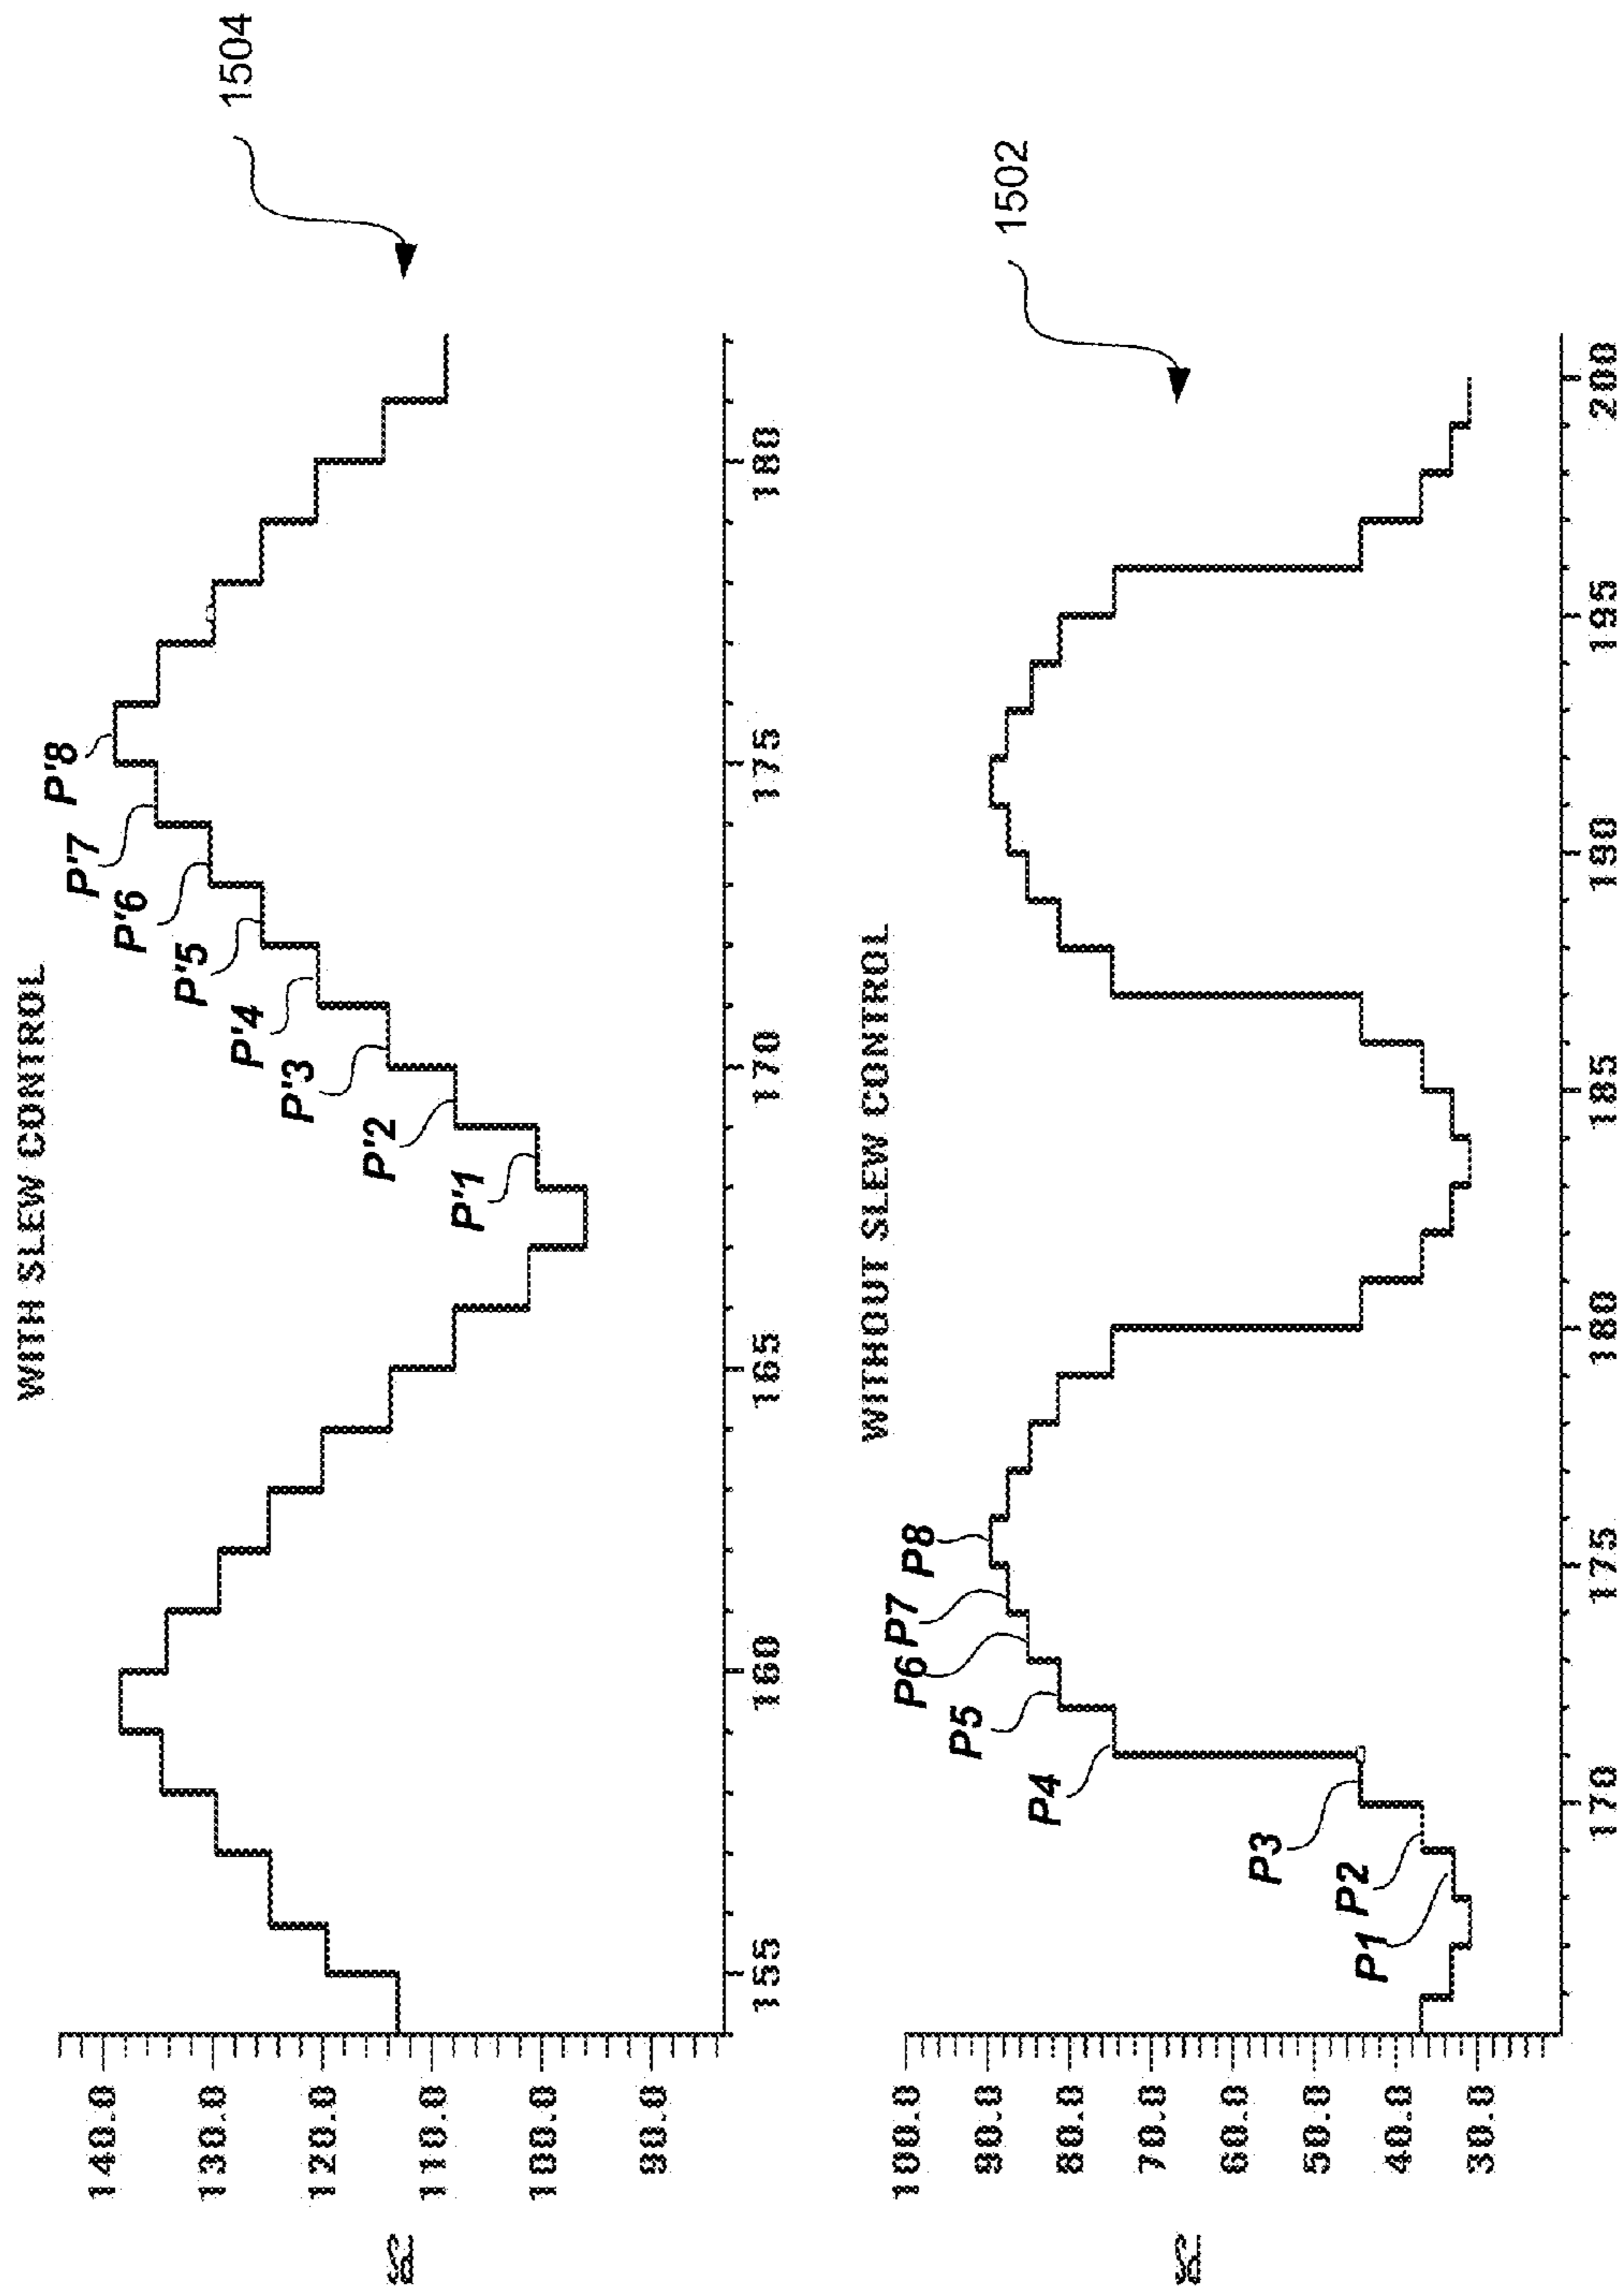 WITH SLEW CONTROL
1504
140.0
130.0
120.0
110.0
100.0
90.0
P'1
P'2
P'3
P'4
P'5
P'6
P'7
P'8
155
160
165
170
175
180
WITHOUT SLEW CONTROL
1502
100.0
90.0
80.0
70.0
60.0
50.0
40.0
30.0
P1
P2
P3
P4
P5
P6
P7
P8
170
175
180
185
190
195
200